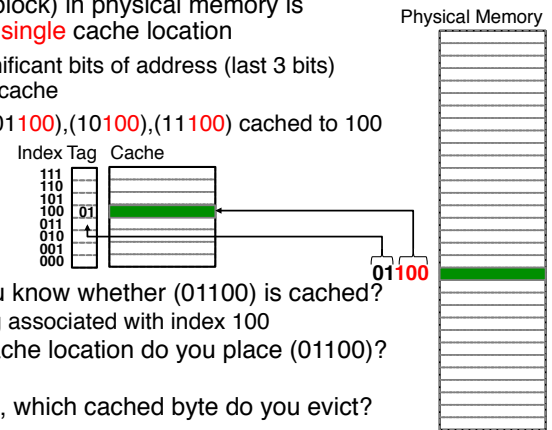 block) in physical memory is
single cache location
nificant bits of address (last 3 bits)
cache
01100),(10100),(11100) cached to 100
Physical Memory
Index Tag Cache
111
110
101
100 01
011
010
001
000
01100
u know whether (01100) is cached?
g associated with index 100
ache location do you place (01100)?
, which cached byte do you evict?